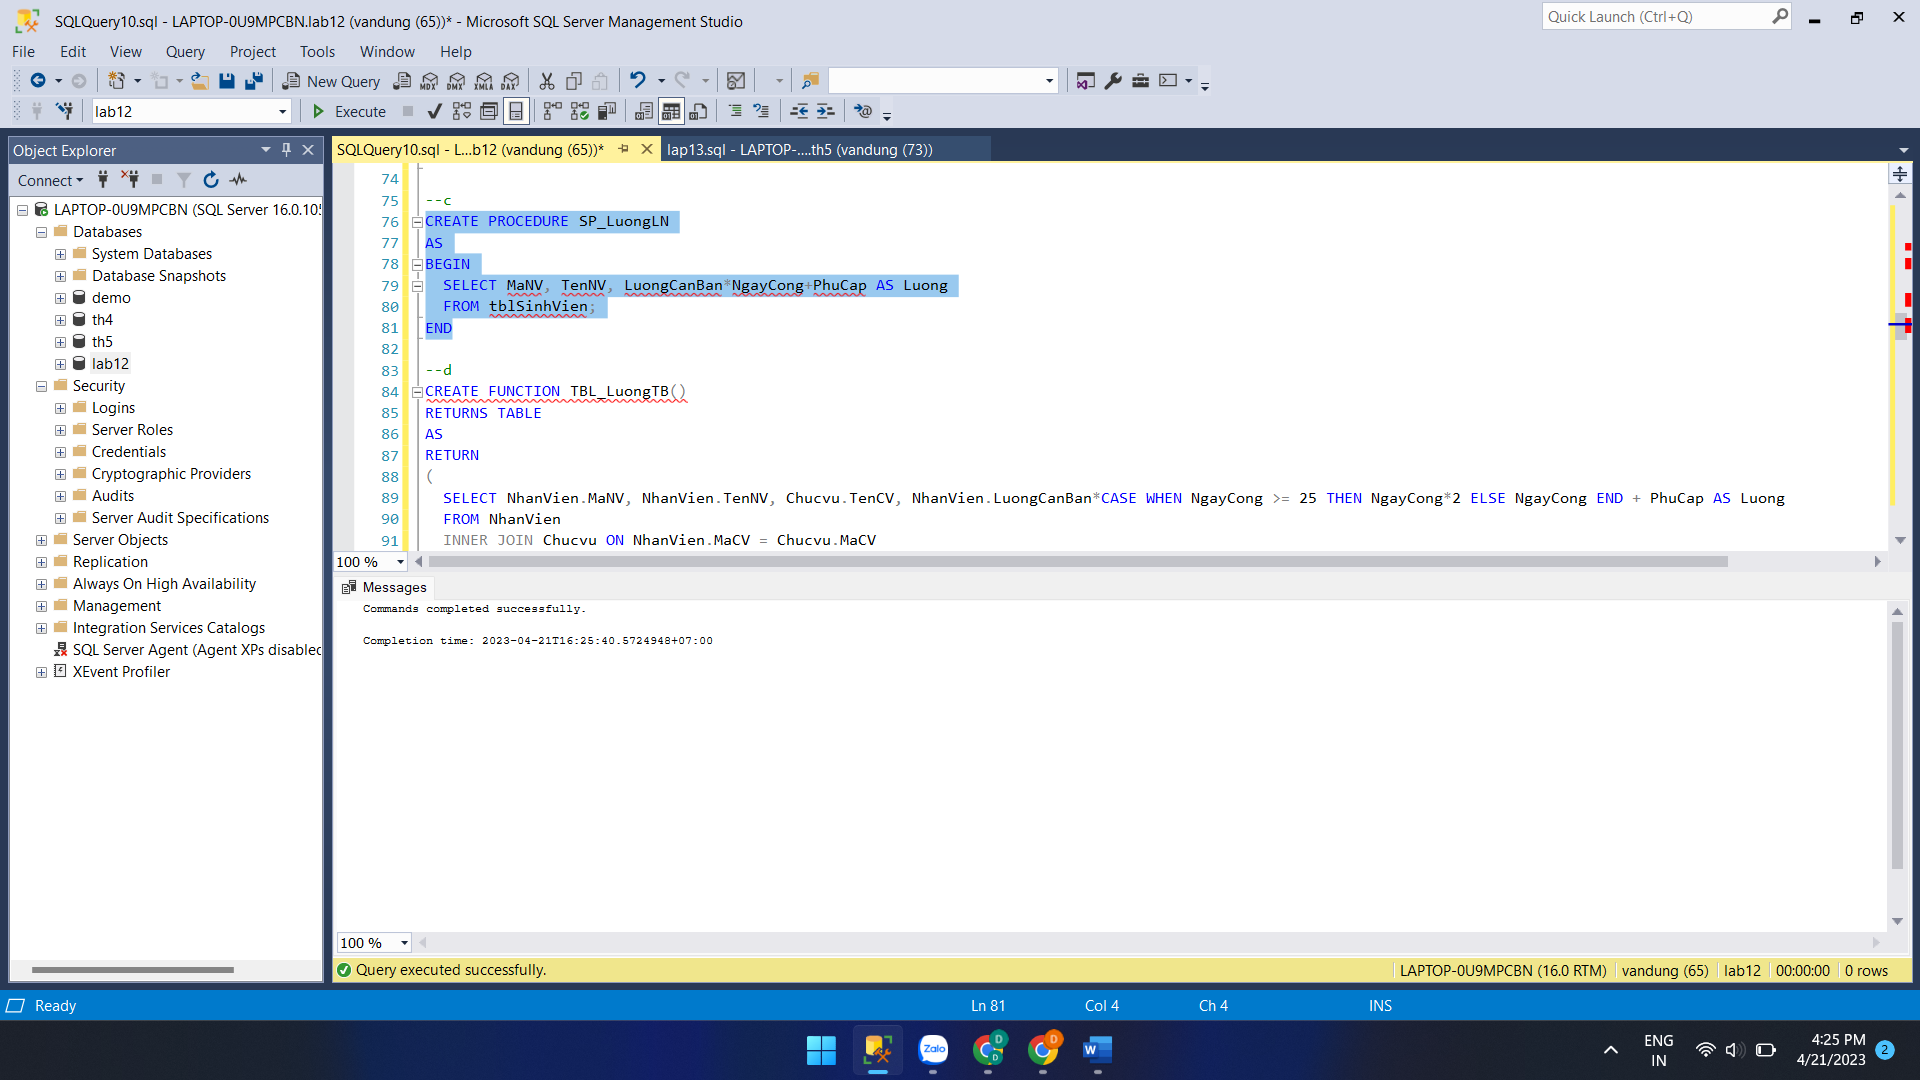 SQLQuery10.sql - LAPTOP-0U9MPCBN.lab12 (vandung (65))* - Microsoft SQL Server Management Studio
Quick Launch (Ctrl+Q)
File Edit View Query Project Tools Window Help
New Query
MDX DMX XMLA DAX
lab12
Execute
Object Explorer
SQLQuery10.sql - L...b12 (vandung (65))*
lap13.sql - LAPTOP-....th5 (vandung (73))
Connect
LAPTOP-0U9MPCBN (SQL Server 16.0.105
Databases
System Databases
Database Snapshots
demo
th4
th5
lab12
Security
Logins
Server Roles
Credentials
Cryptographic Providers
Audits
Server Audit Specifications
Server Objects
Replication
Always On High Availability
Management
Integration Services Catalogs
SQL Server Agent (Agent XPs disabled
XEvent Profiler
74
75 --c
76 CREATE PROCEDURE SP_LuongLN
77 AS
78 BEGIN
79 SELECT MaNV, TenNV, LuongCanBan*NgayCong+PhuCap AS Luong
80 FROM tblSinhVien;
81 END
82
83 --d
84 CREATE FUNCTION TBL_LuongTB()
85 RETURNS TABLE
86 AS
87 RETURN
88 (
89 SELECT NhanVien.MaNV, NhanVien.TenNV, Chucvu.TenCV, NhanVien.LuongCanBan*CASE WHEN NgayCong >= 25 THEN NgayCong*2 ELSE NgayCong END + PhuCap AS Luong
90 FROM NhanVien
91 INNER JOIN Chucvu ON NhanVien.MaCV = Chucvu.MaCV
100 %
Messages
Commands completed successfully.
Completion time: 2023-04-21T16:25:40.5724948+07:00
100 %
Query executed successfully.
LAPTOP-0U9MPCBN (16.0 RTM) vandung (65) lab12 00:00:00 0 rows
Ready Ln 81 Col 4 Ch 4 INS
Zalo
D
D
D
W
ENG
IN
4:25 PM
4/21/2023
2